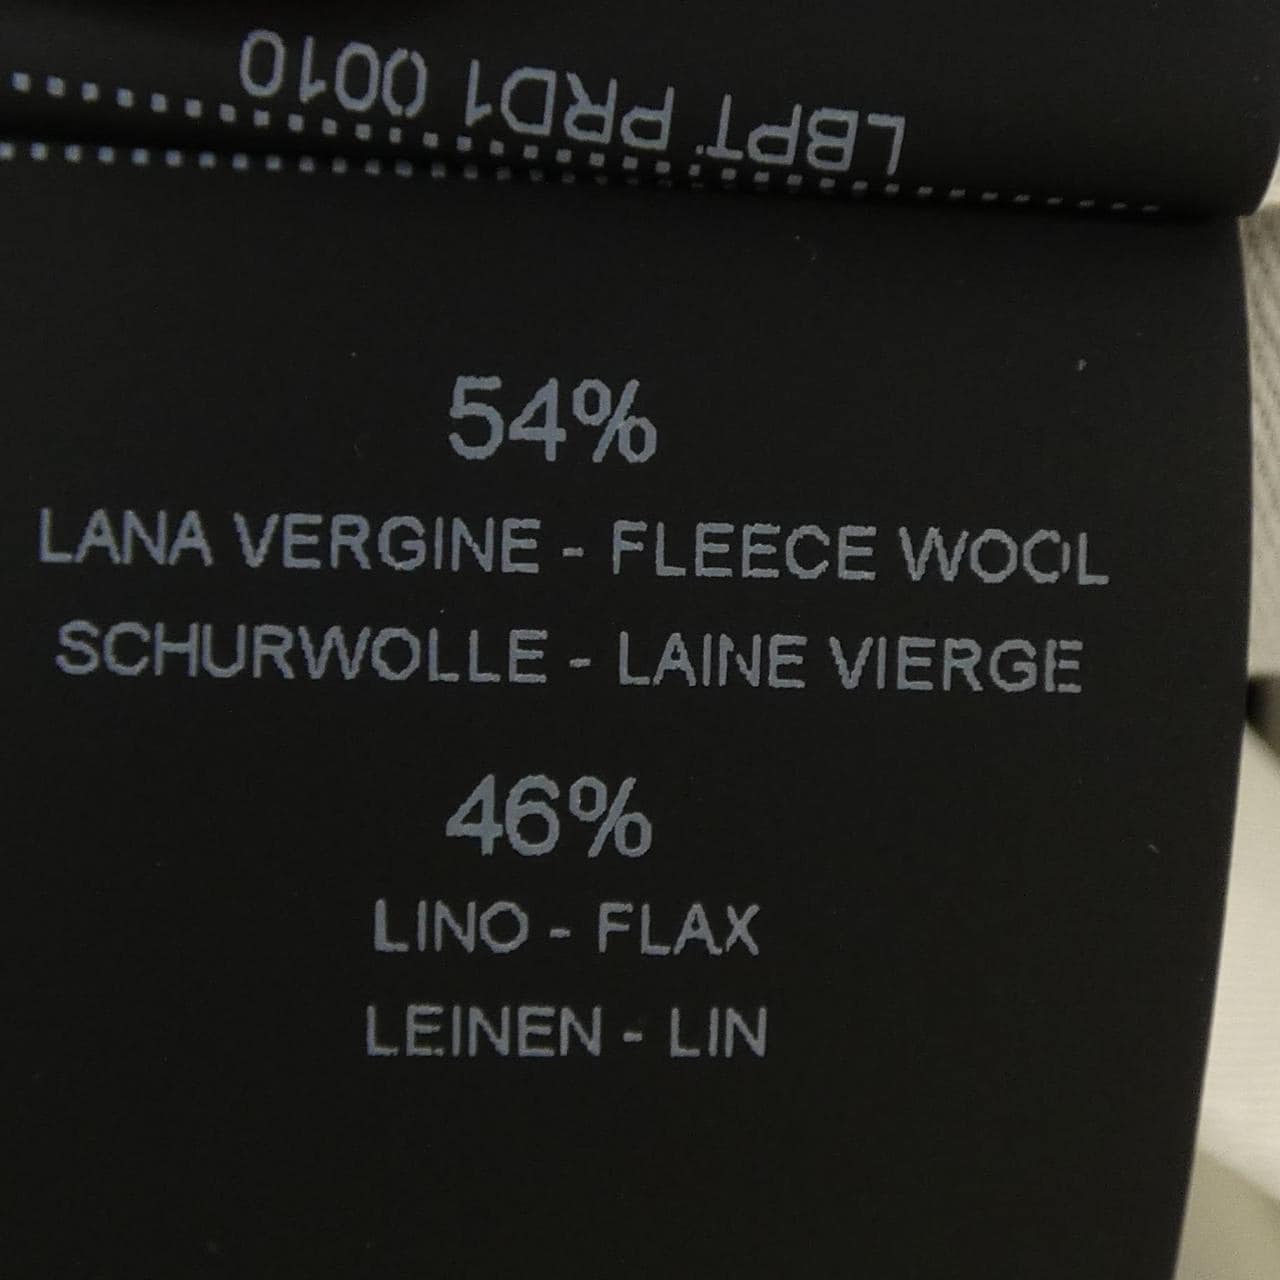 LBPT PRD1 0010
54%
LANA VERGINE - FLEECE WOOL
SCHURWOLLE - LAINE VIERGE
46%
LINO - FLAX
LEINEN - LIN